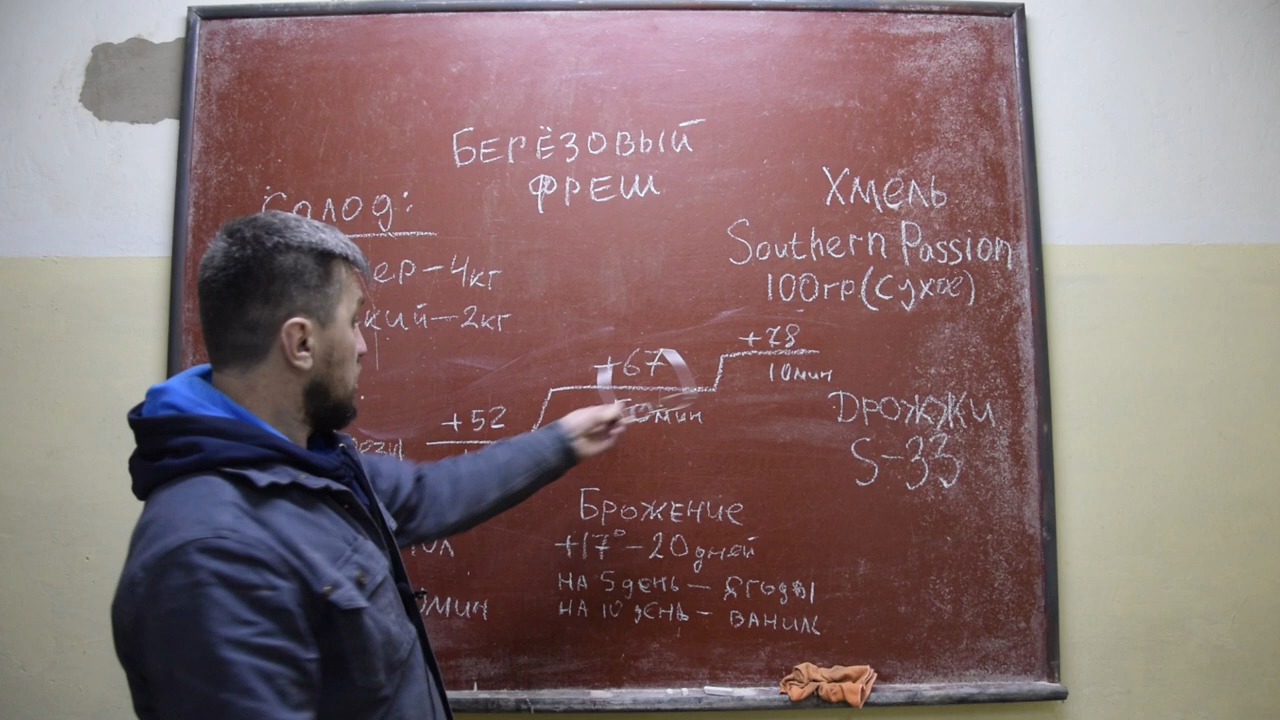 БЕРЁЗОВЫЙ
ФРЕШ
Солод:
ер-4кг
кий-2кг
Хмель
Southern Passion
100гр(сухое)
+52
+67
мин
+78
10мин
ДРОЖЖИ
S-33
Брожение
+17°-20дней
НА 5 день - ягоды
НА 10 день - ВАНИЛЬ
мин